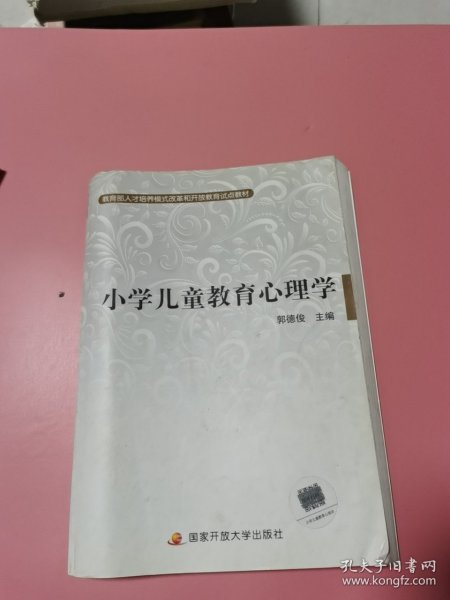 教育部人才培养模式改革和开放教育试点教材
小学儿童教育心理学
郭德俊 主编
国家开放大学出版社
孔夫子旧书网
www.kongfz.com